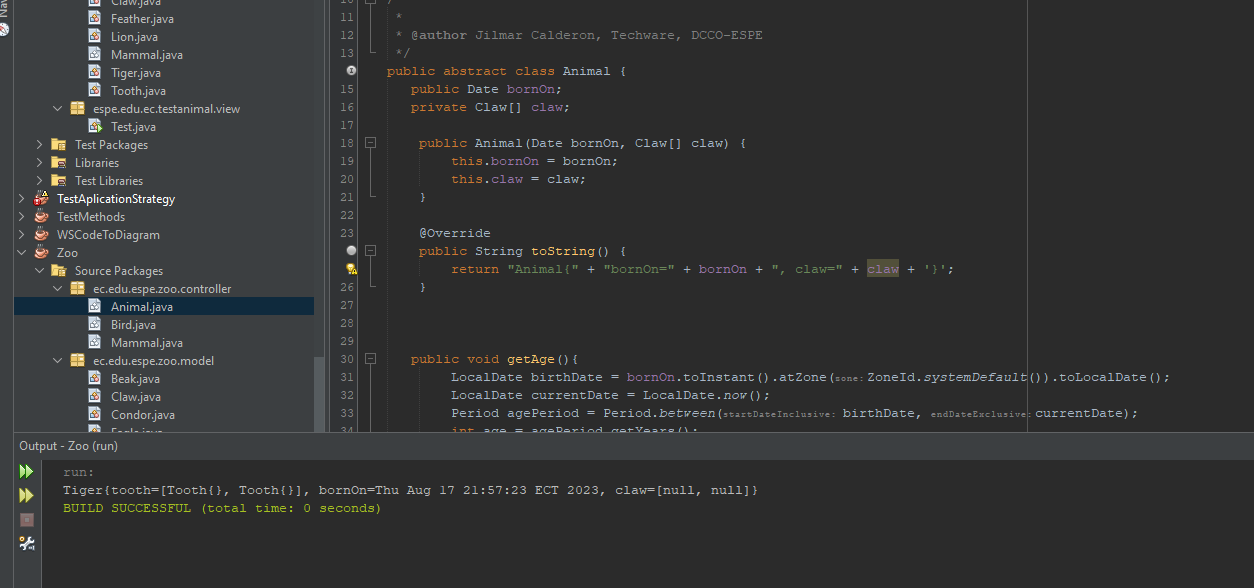 Nav
Claw.java
Feather.java
Lion.java
Mammal.java
Tiger.java
Tooth.java
espe.edu.ec.testanimal.view
Test.java
Test Packages
Libraries
Test Libraries
TestAplicationStrategy
TestMethods
WSCodeToDiagram
Zoo
Source Packages
ec.edu.espe.zoo.controller
Animal.java
Bird.java
Mammal.java
ec.edu.espe.zoo.model
Beak.java
Claw.java
Condor.java
Eagle.java
10 /
11 *
12 * @author Jilmar Calderon, Techware, DCCO-ESPE
13 */
public abstract class Animal {
15 public Date bornOn;
16 private Claw[] claw;
17
18 public Animal(Date bornOn, Claw[] claw) {
19 this.bornOn = bornOn;
20 this.claw = claw;
21 }
22
23 @Override
public String toString() {
return "Animal{" + "bornOn=" + bornOn + ", claw=" + claw + '}';
26 }
27
28
29
30 public void getAge(){
31 LocalDate birthDate = bornOn.toInstant().atZone(zone: ZoneId.systemDefault()).toLocalDate();
32 LocalDate currentDate = LocalDate.now();
33 Period agePeriod = Period.between(startDateInclusive: birthDate, endDateExclusive: currentDate);
34 int age = agePeriod.getYears();
Output - Zoo (run)
run:
Tiger{tooth=[Tooth{}, Tooth{}], bornOn=Thu Aug 17 21:57:23 ECT 2023, claw=[null, null]}
BUILD SUCCESSFUL (total time: 0 seconds)